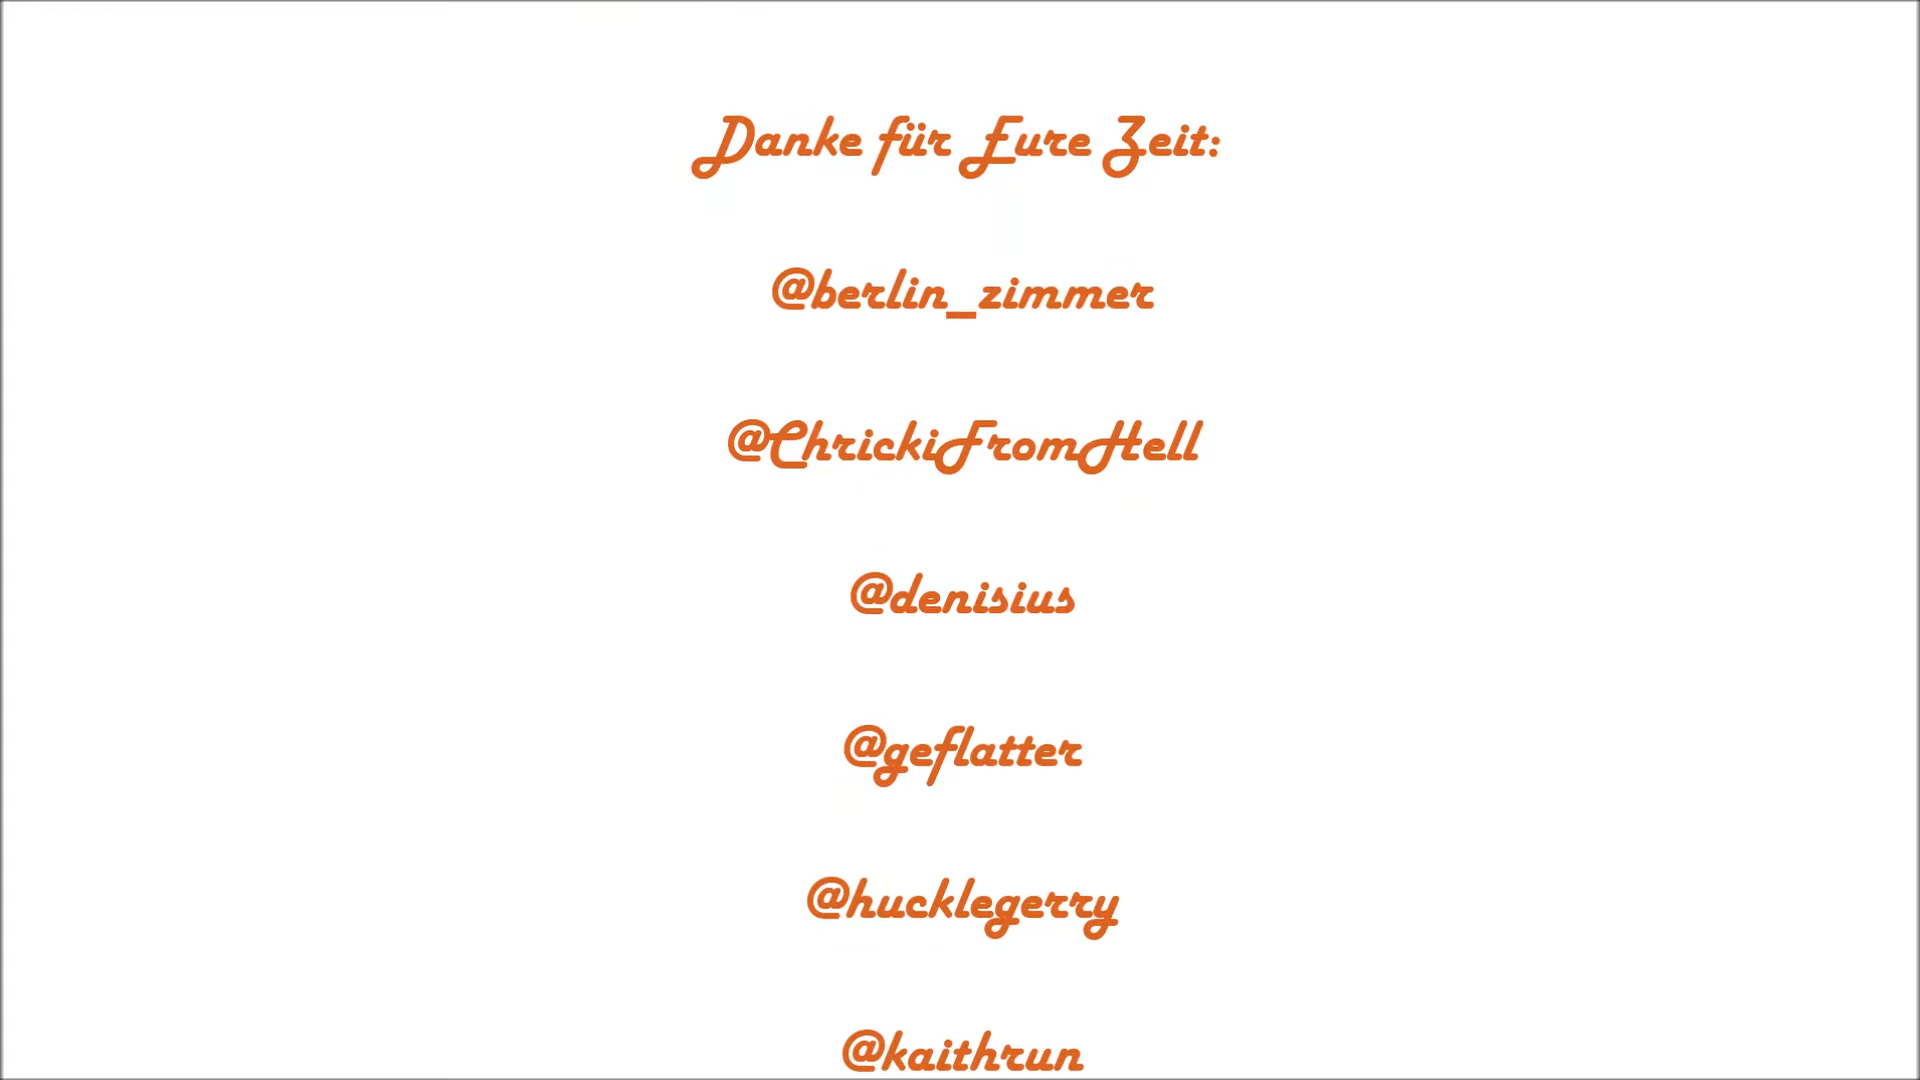 Danke für Eure Zeit:
@berlin_zimmer
@ChrickiFromHell
@denisius
@geflatter
@hucklegerry
@kaithrun